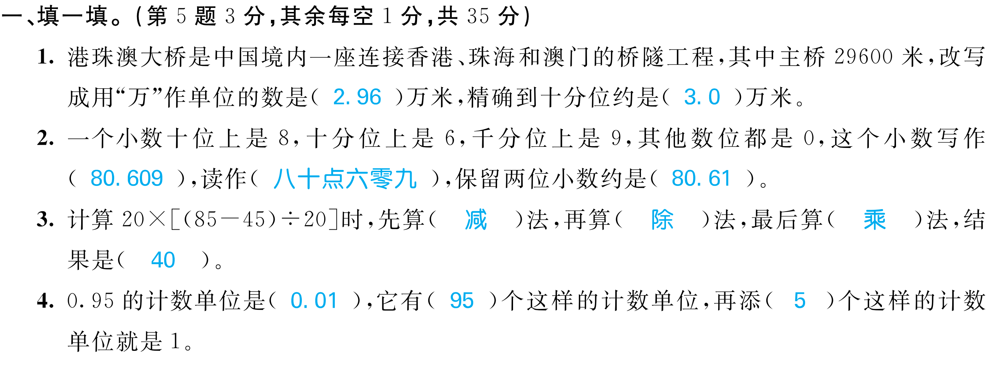 一、填一填。(第 5 题 3 分,其余每空 1 分,共 35 分)
1. 港珠澳大桥是中国境内一座连接香港、珠海和澳门的桥隧工程,其中主桥 29600 米,改写
成用“万”作单位的数是( 2.96 )万米,精确到十分位约是( 3.0 )万米。
2. 一个小数十位上是 8,十分位上是 6,千分位上是 9,其他数位都是 0,这个小数写作
( 80.609 ),读作( 八十点六零九 ),保留两位小数约是( 80.61 )。
3. 计算 20×[(85－45)÷20]时,先算( 减 )法,再算( 除 )法,最后算( 乘 )法,结
果是( 40 )。
4. 0.95 的计数单位是( 0.01 ),它有( 95 )个这样的计数单位,再添( 5 )个这样的计数
单位就是 1。